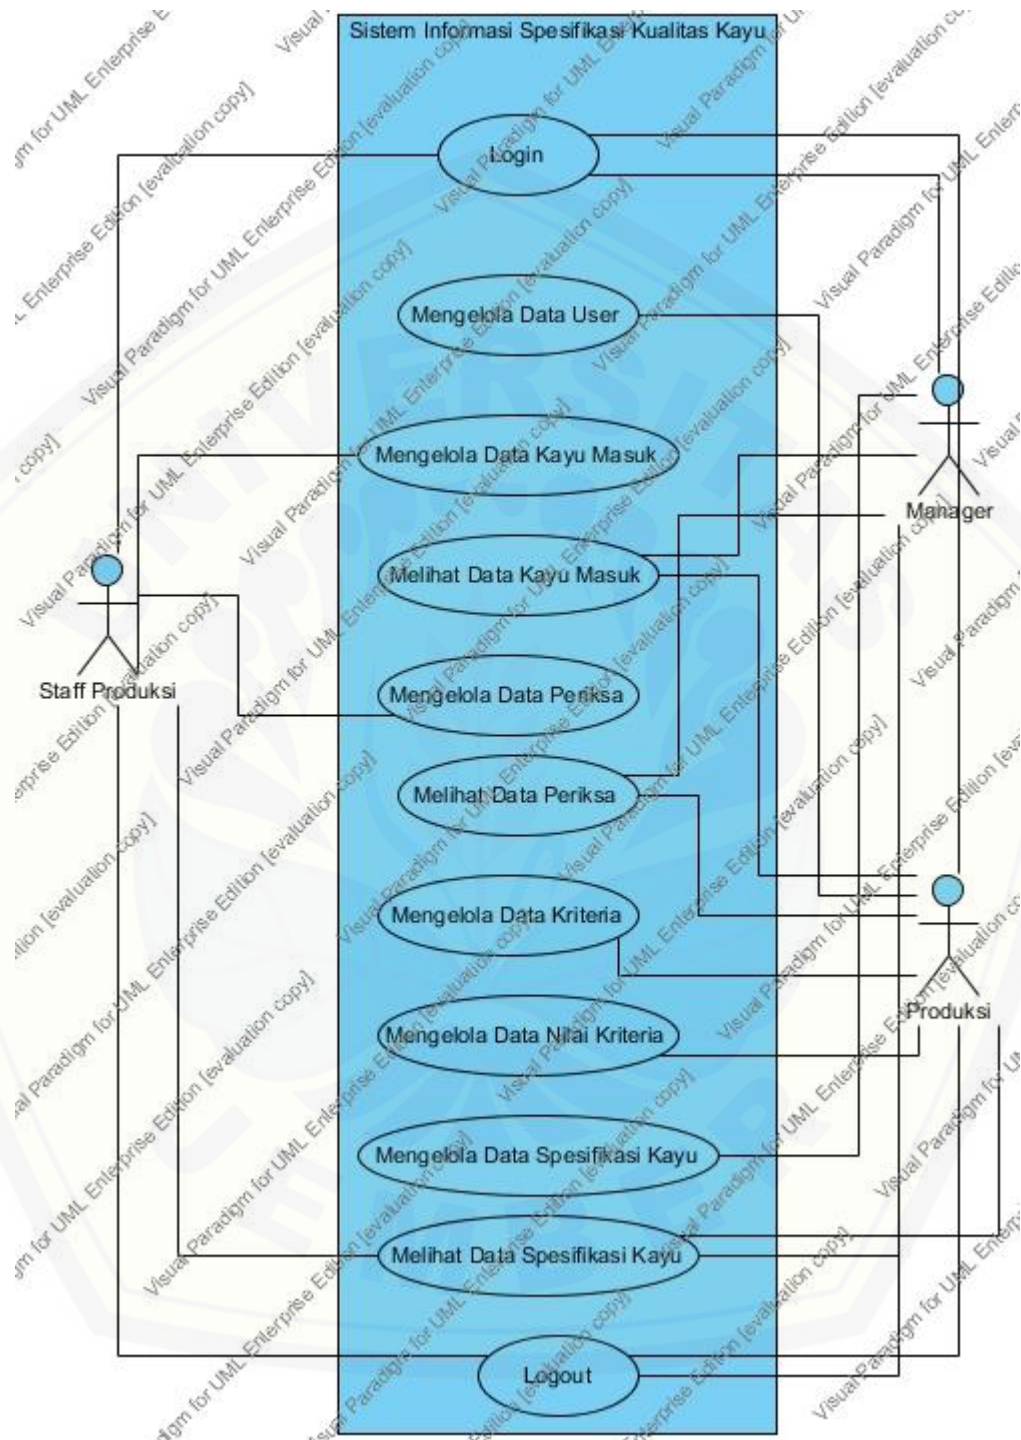 Sistem Informasi Spesifikasi Kualitas Kayu
Login
Mengelola Data User
Mengelola Data Kayu Masuk
Manager
Melihat Data Kayu Masuk
Staff Produksi
Mengelola Data Periksa
Melihat Data Periksa
Mengelola Data Kriteria
Produksi
Mengelola Data Nilai Kriteria
Mengelola Data Spesifikasi Kayu
Melihat Data Spesifikasi Kayu
Logout
Visual Paradigm for UML Enterprise Edition [evaluation copy]
UNIVERSITAS
JEMBER